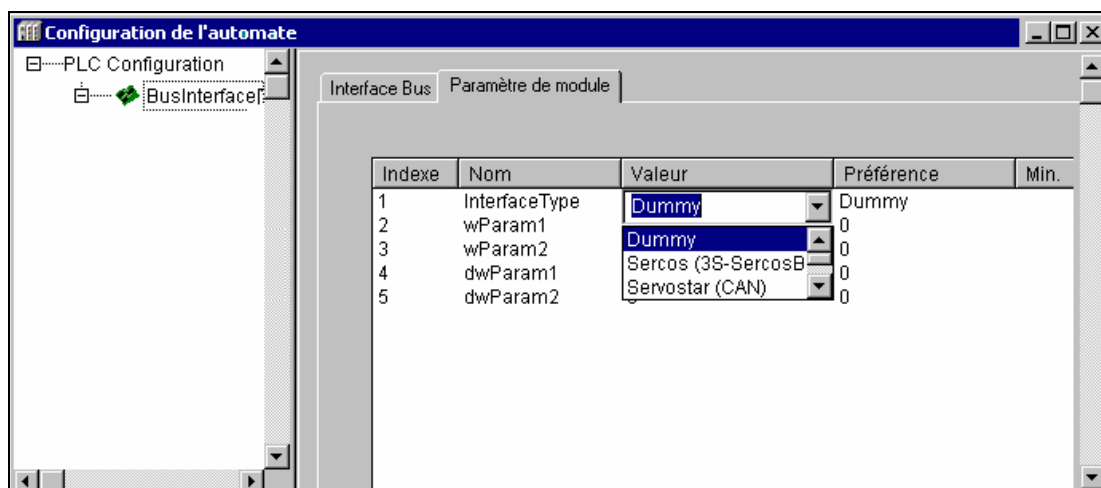 Configuration de l'automate
PLC Configuration
BusInterface[
Interface Bus Paramètre de module
Indexe Nom Valeur Préférence Min.
1 InterfaceType Dummy Dummy
2 wParam1 0
3 wParam2 0
4 dwParam1 0
5 dwParam2 0
Dummy
Sercos (3S-SercosB
Servostar (CAN)